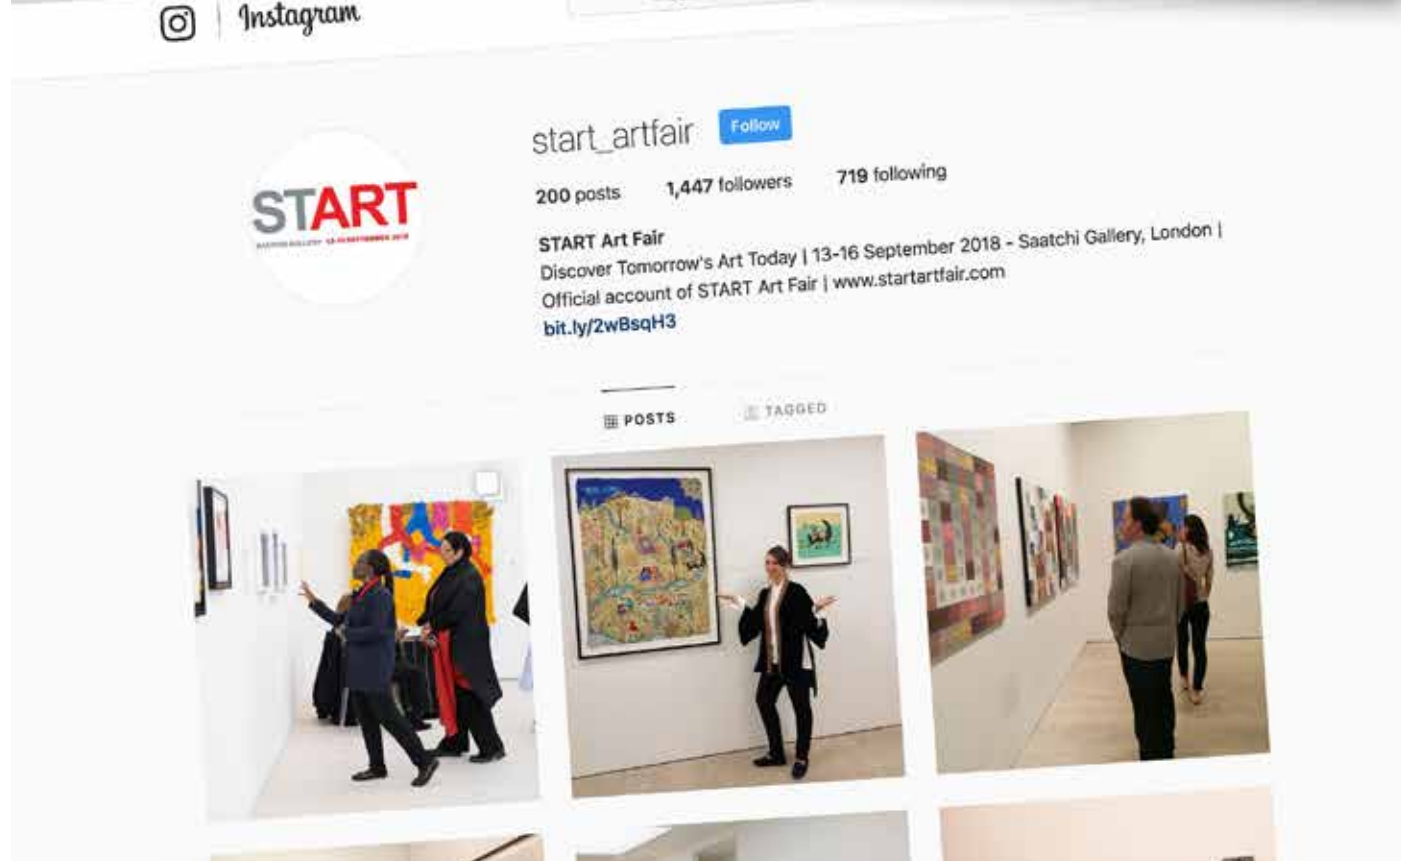 Instagram
start_artfair Follow
200 posts 1,447 followers 719 following
START
START Art Fair
Discover Tomorrow's Art Today | 13-16 September 2018 - Saatchi Gallery, London |
Official account of START Art Fair | www.startartfair.com
bit.ly/2wBsqH3
POSTS TAGGED